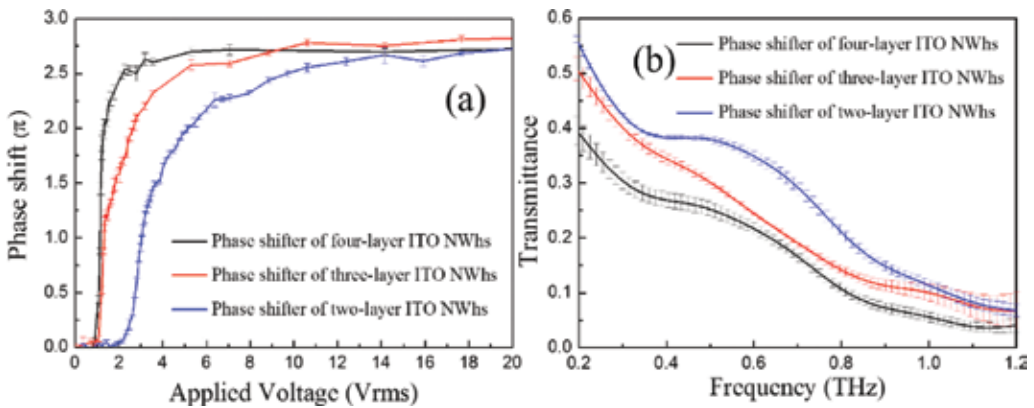 3.0
2.5
2.0
1.5
1.0
0.5
0.0
Phase shift (π)
(a)
Phase shifter of four-layer ITO NWhs
Phase shifter of three-layer ITO NWhs
Phase shifter of two-layer ITO NWhs
0 2 4 6 8 10 12 14 16 18 20
Applied Voltage (Vrms)
0.6
0.5
0.4
0.3
0.2
0.1
0.0
Transmittance
(b)
Phase shifter of four-layer ITO NWhs
Phase shifter of three-layer ITO NWhs
Phase shifter of two-layer ITO NWhs
0.2 0.4 0.6 0.8 1.0 1.2
Frequency (THz)